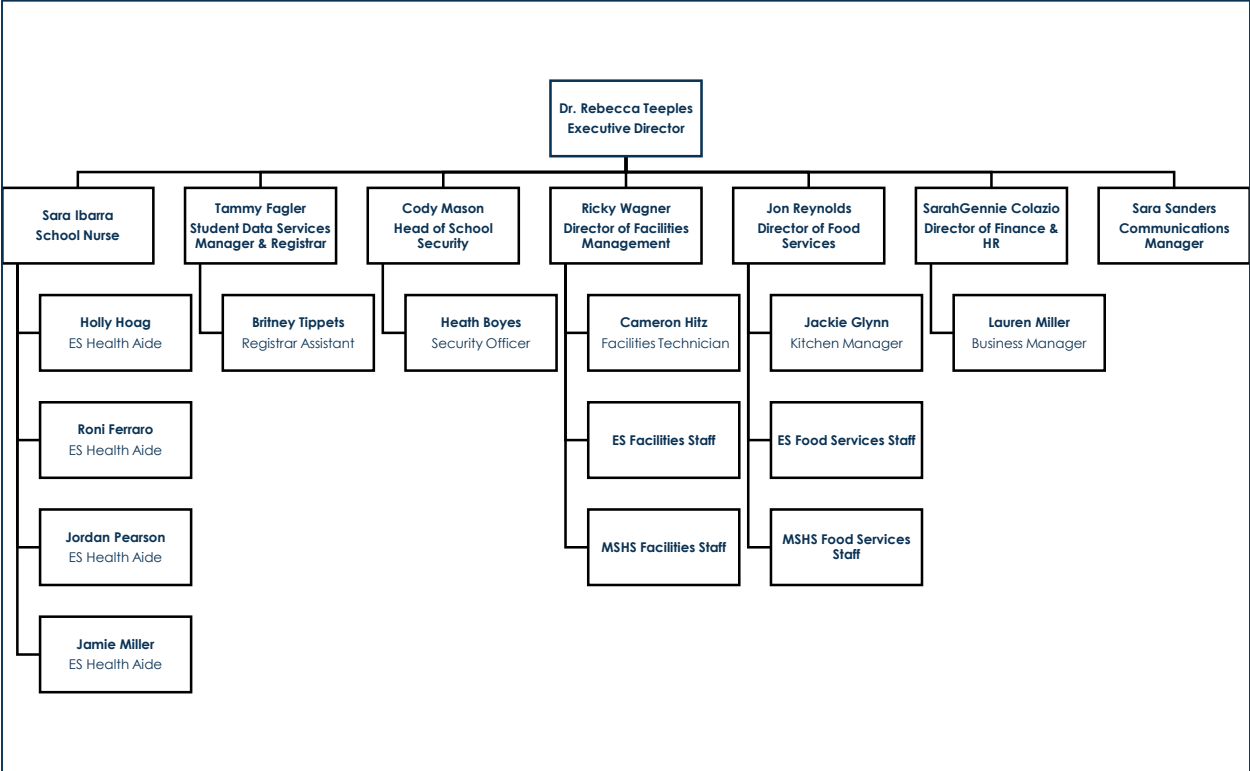 Dr. Rebecca Teeples
Executive Director
Sara Ibarra
School Nurse
Tammy Fagler
Student Data Services
Manager & Registrar
Cody Mason
Head of School
Security
Ricky Wagner
Director of Facilities
Management
Jon Reynolds
Director of Food
Services
SarahGennie Colazio
Director of Finance &
HR
Sara Sanders
Communications
Manager
Holly Hoag
ES Health Aide
Britney Tippets
Registrar Assistant
Heath Boyes
Security Officer
Cameron Hitz
Facilities Technician
Jackie Glynn
Kitchen Manager
Lauren Miller
Business Manager
Roni Ferraro
ES Health Aide
ES Facilities Staff
ES Food Services Staff
Jordan Pearson
ES Health Aide
MSHS Facilities Staff
MSHS Food Services
Staff
Jamie Miller
ES Health Aide